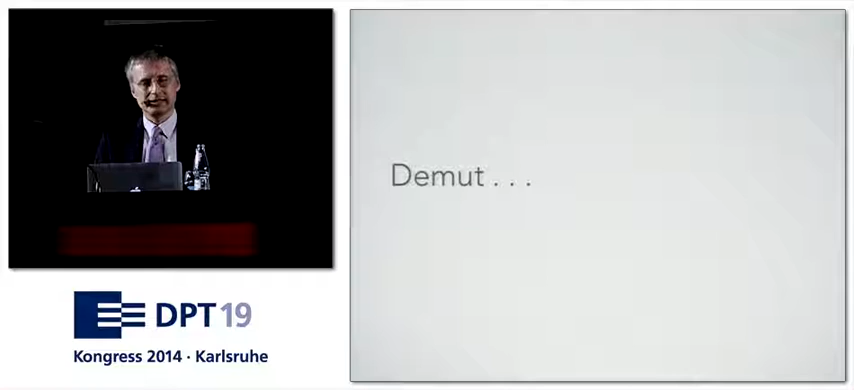 Demut . . .
DPT 19
Kongress 2014 · Karlsruhe